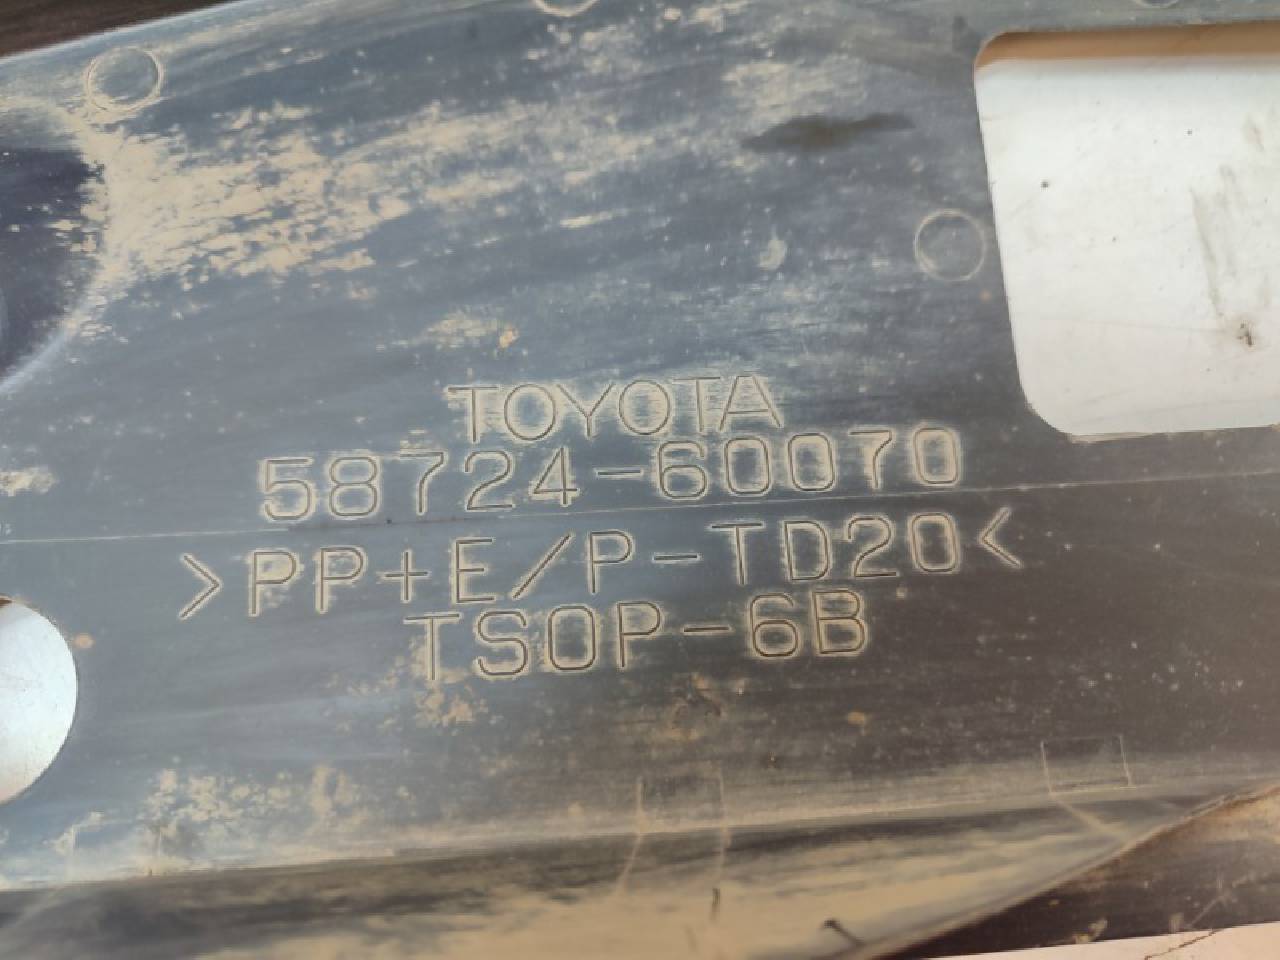 TOYOTA
58724-60070
>PP+E/P-TD20<
TSOP-6B